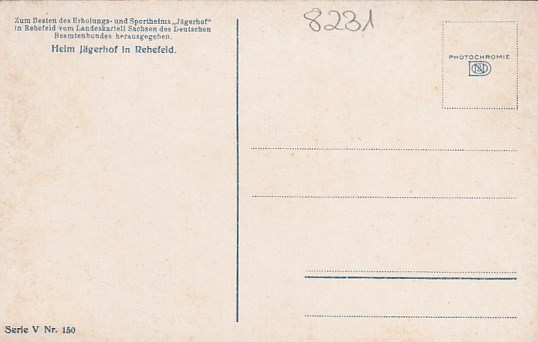 Zum Besten des Erholungs- und Sportheims „Jägerhof"
in Rehefeld vom Landeskartell Sachsen des Deutschen
Beamtenbundes herausgegeben.
Heim Jägerhof in Rehefeld.
8231
PHOTOCHROMIE
Serie V Nr. 150